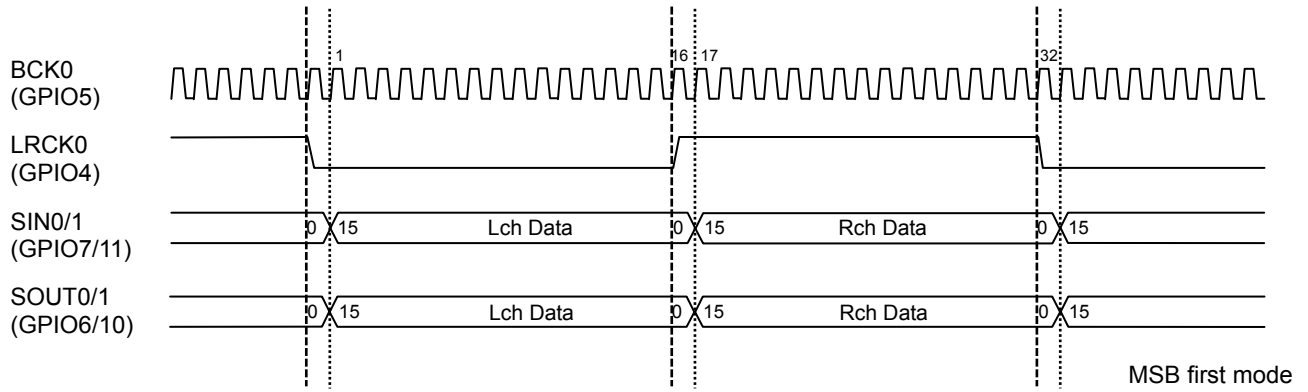 1 16 17 32
BCK0
(GPIO5)
LRCK0
(GPIO4)
SIN0/1
(GPIO7/11)
0 15 Lch Data 0 15 Rch Data 0 15
SOUT0/1
(GPIO6/10)
0 15 Lch Data 0 15 Rch Data 0 15
MSB first mode